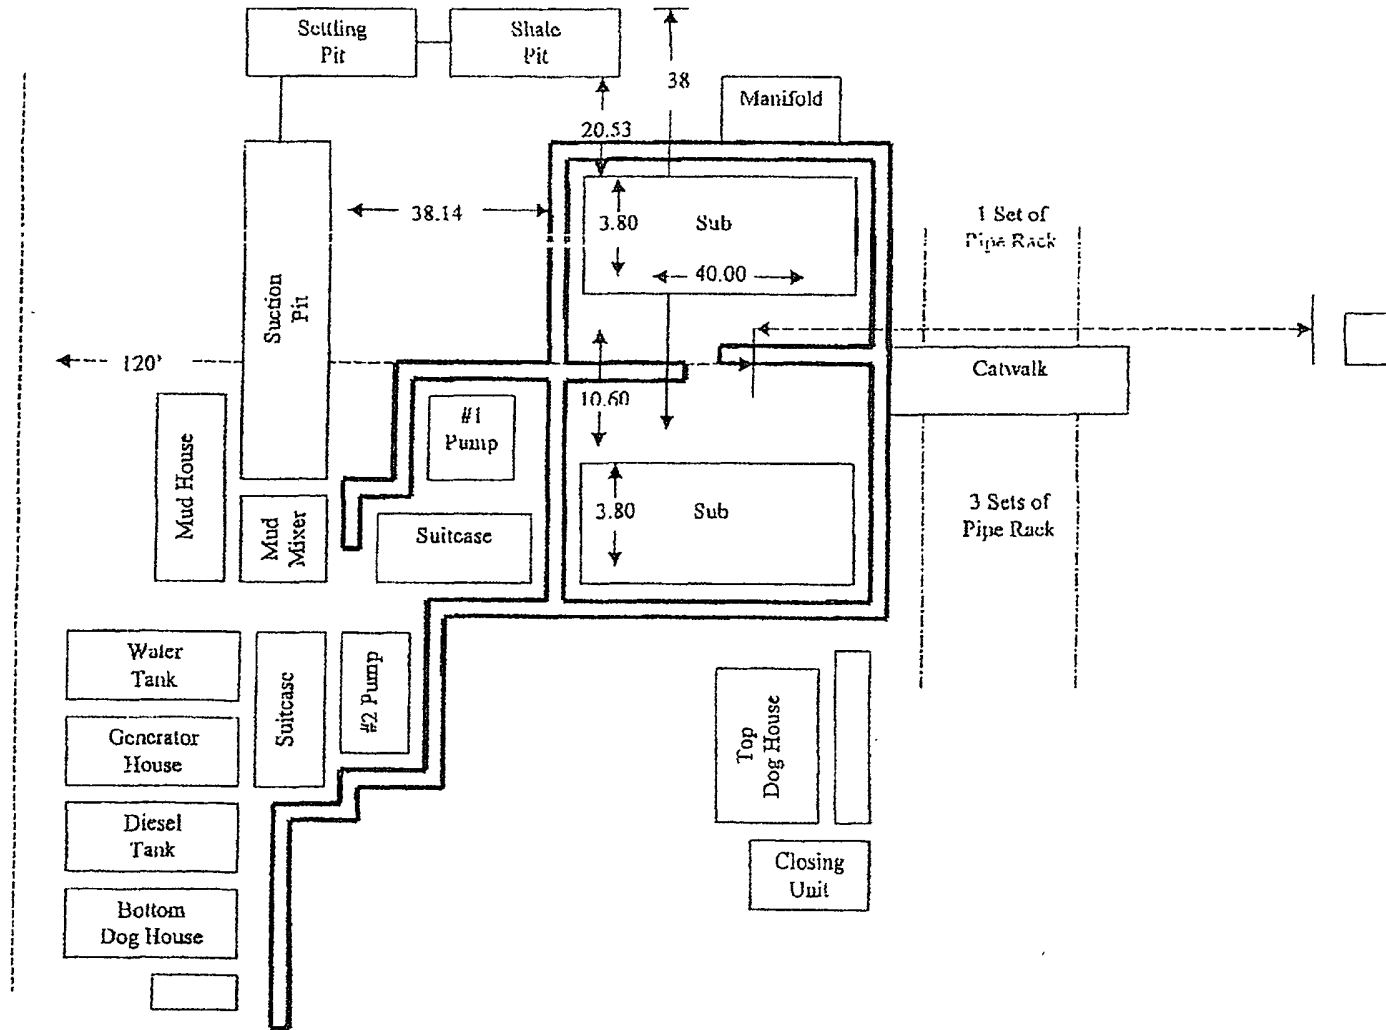 Settling
Pit
Shale
Pit
38
Manifold
20.53
38.14
3.80
Sub
40.00
1 Set of
Pipe Rack
Suction
Pit
120'
Catwalk
10.60
#1
Pump
Mud House
Mud
Mixer
Suitcase
3.80
Sub
3 Sets of
Pipe Rack
Water
Tank
Suitcase
#2 Pump
Generator
House
Top
Dog House
Diesel
Tank
Closing
Unit
Bottom
Dog House